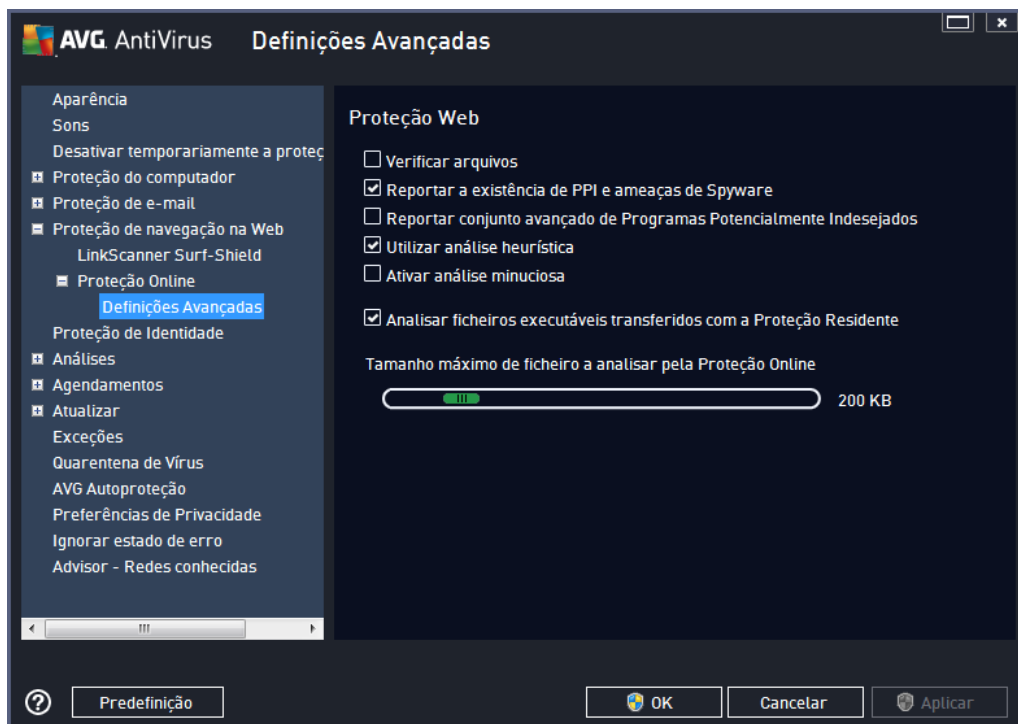 AVG. AntiVirus Definições Avançadas
Aparência
Sons
Desativar temporariamente a proteç
Proteção do computador
Proteção de e-mail
Proteção de navegação na Web
LinkScanner Surf-Shield
Proteção Online
Definições Avançadas
Proteção de Identidade
Análises
Agendamentos
Atualizar
Exceções
Quarentena de Vírus
AVG Autoproteção
Preferências de Privacidade
Ignorar estado de erro
Advisor - Redes conhecidas
Proteção Web
Verificar arquivos
Reportar a existência de PPI e ameaças de Spyware
Reportar conjunto avançado de Programas Potencialmente Indesejados
Utilizar análise heurística
Ativar análise minuciosa
Analisar ficheiros executáveis transferidos com a Proteção Residente
Tamanho máximo de ficheiro a analisar pela Proteção Online
200 KB
? Predefinição OK Cancelar Aplicar